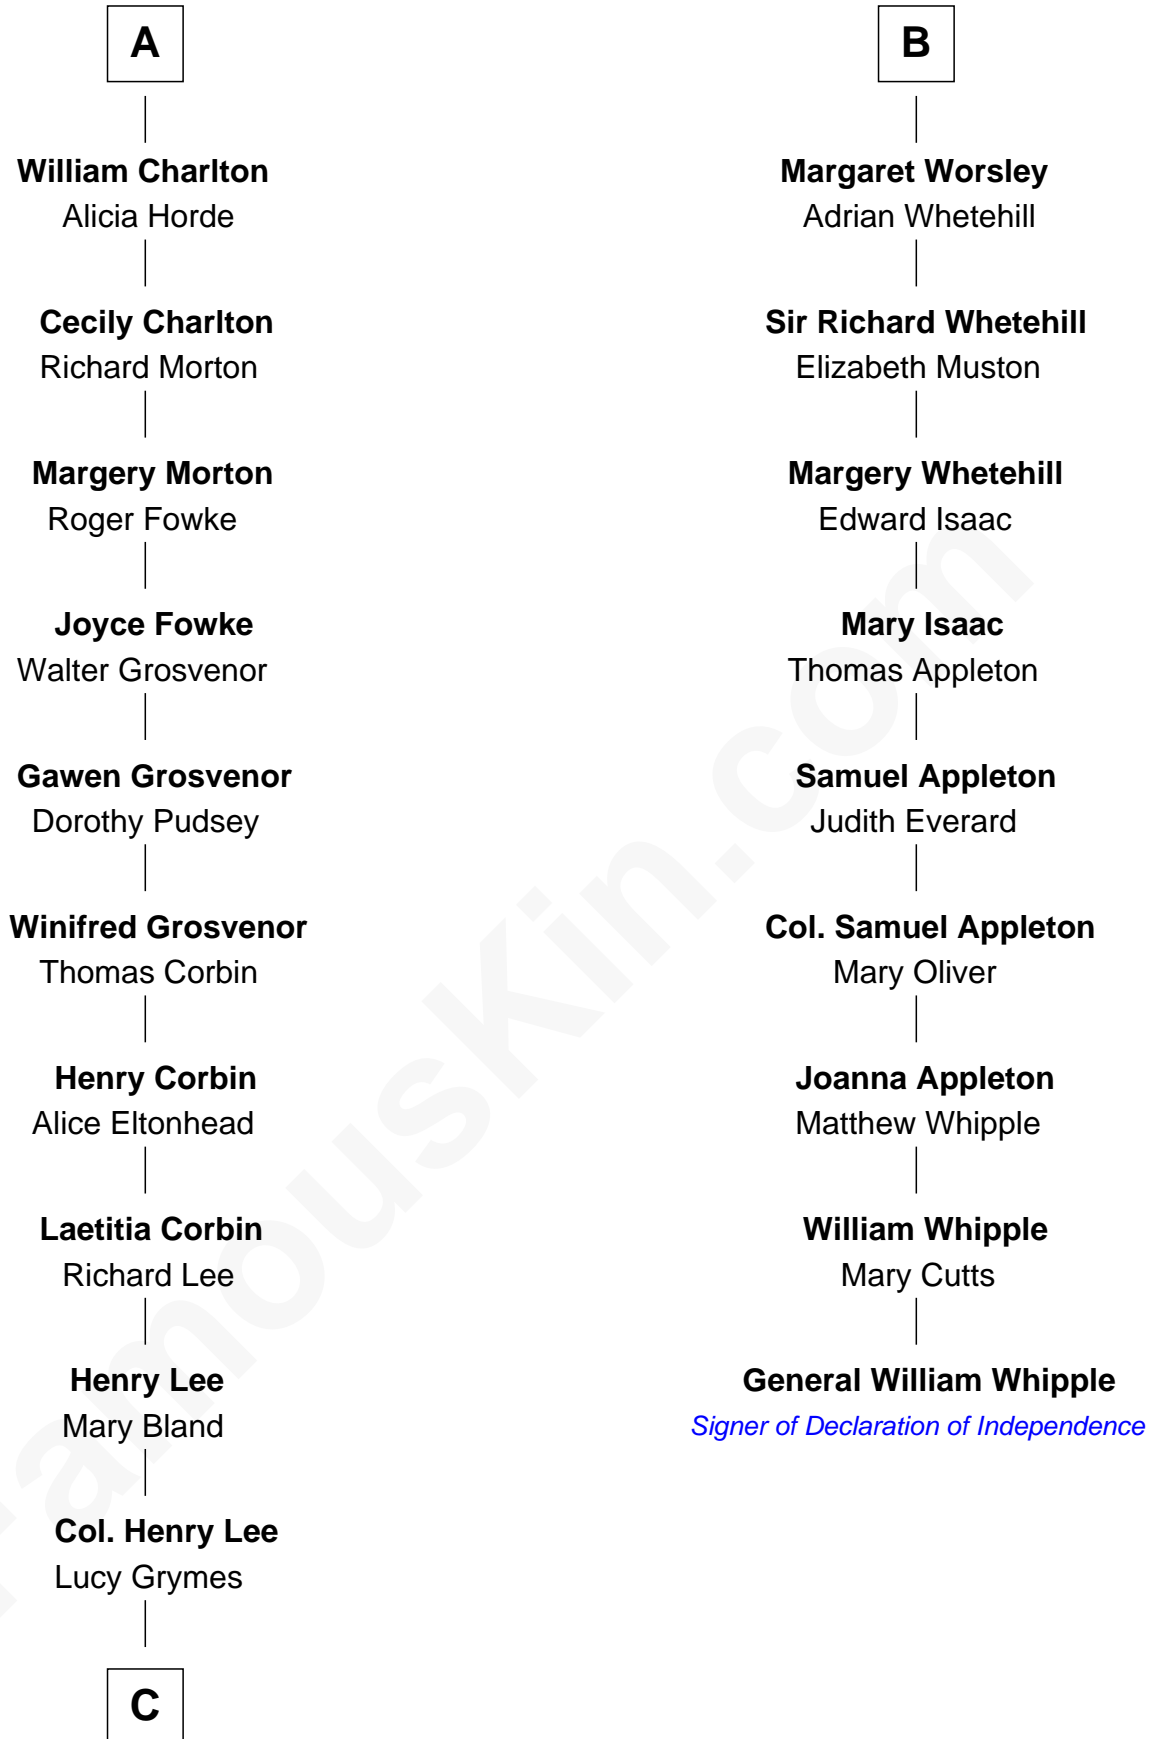 A
William Charlton
Alicia Horde
Cecily Charlton
Richard Morton
Margery Morton
Roger Fowke
Joyce Fowke
Walter Grosvenor
Gawen Grosvenor
Dorothy Pudsey
Winifred Grosvenor
Thomas Corbin
Henry Corbin
Alice Eltonhead
Laetitia Corbin
Richard Lee
Henry Lee
Mary Bland
Col. Henry Lee
Lucy Grymes
C
B
Margaret Worsley
Adrian Whetehill
Sir Richard Whetehill
Elizabeth Muston
Margery Whetehill
Edward Isaac
Mary Isaac
Thomas Appleton
Samuel Appleton
Judith Everard
Col. Samuel Appleton
Mary Oliver
Joanna Appleton
Matthew Whipple
William Whipple
Mary Cutts
General William Whipple
Signer of Declaration of Independence
FamousKin.com